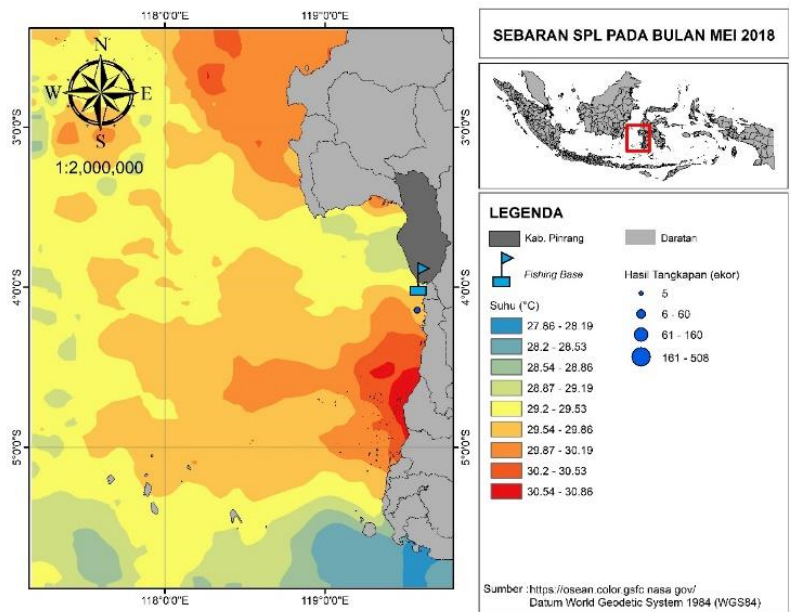 118°0'0"E
119°0'0"E
N
W
E
S
1:2,000,000
3°0'0"S
4°0'0"S
5°0'0"S
3°0'0"S
4°0'0"S
5°0'0"S
118°0'0"E
119°0'0"E
SEBARAN SPL PADA BULAN MEI 2018
LEGENDA
Kab. Pinrang
Daratan
Fishing Base
Hasil Tangkapan (ekor)
5
6 - 60
61 - 160
161 - 508
Suhu (°C)
27.86 - 28.19
28.2 - 28.53
28.54 - 28.86
28.87 - 29.19
29.2 - 29.53
29.54 - 29.86
29.87 - 30.19
30.2 - 30.53
30.54 - 30.86
Sumber : https://osean.color.gsfc nasa gov/
Datum World Geodetic System 1984 (WGS84)